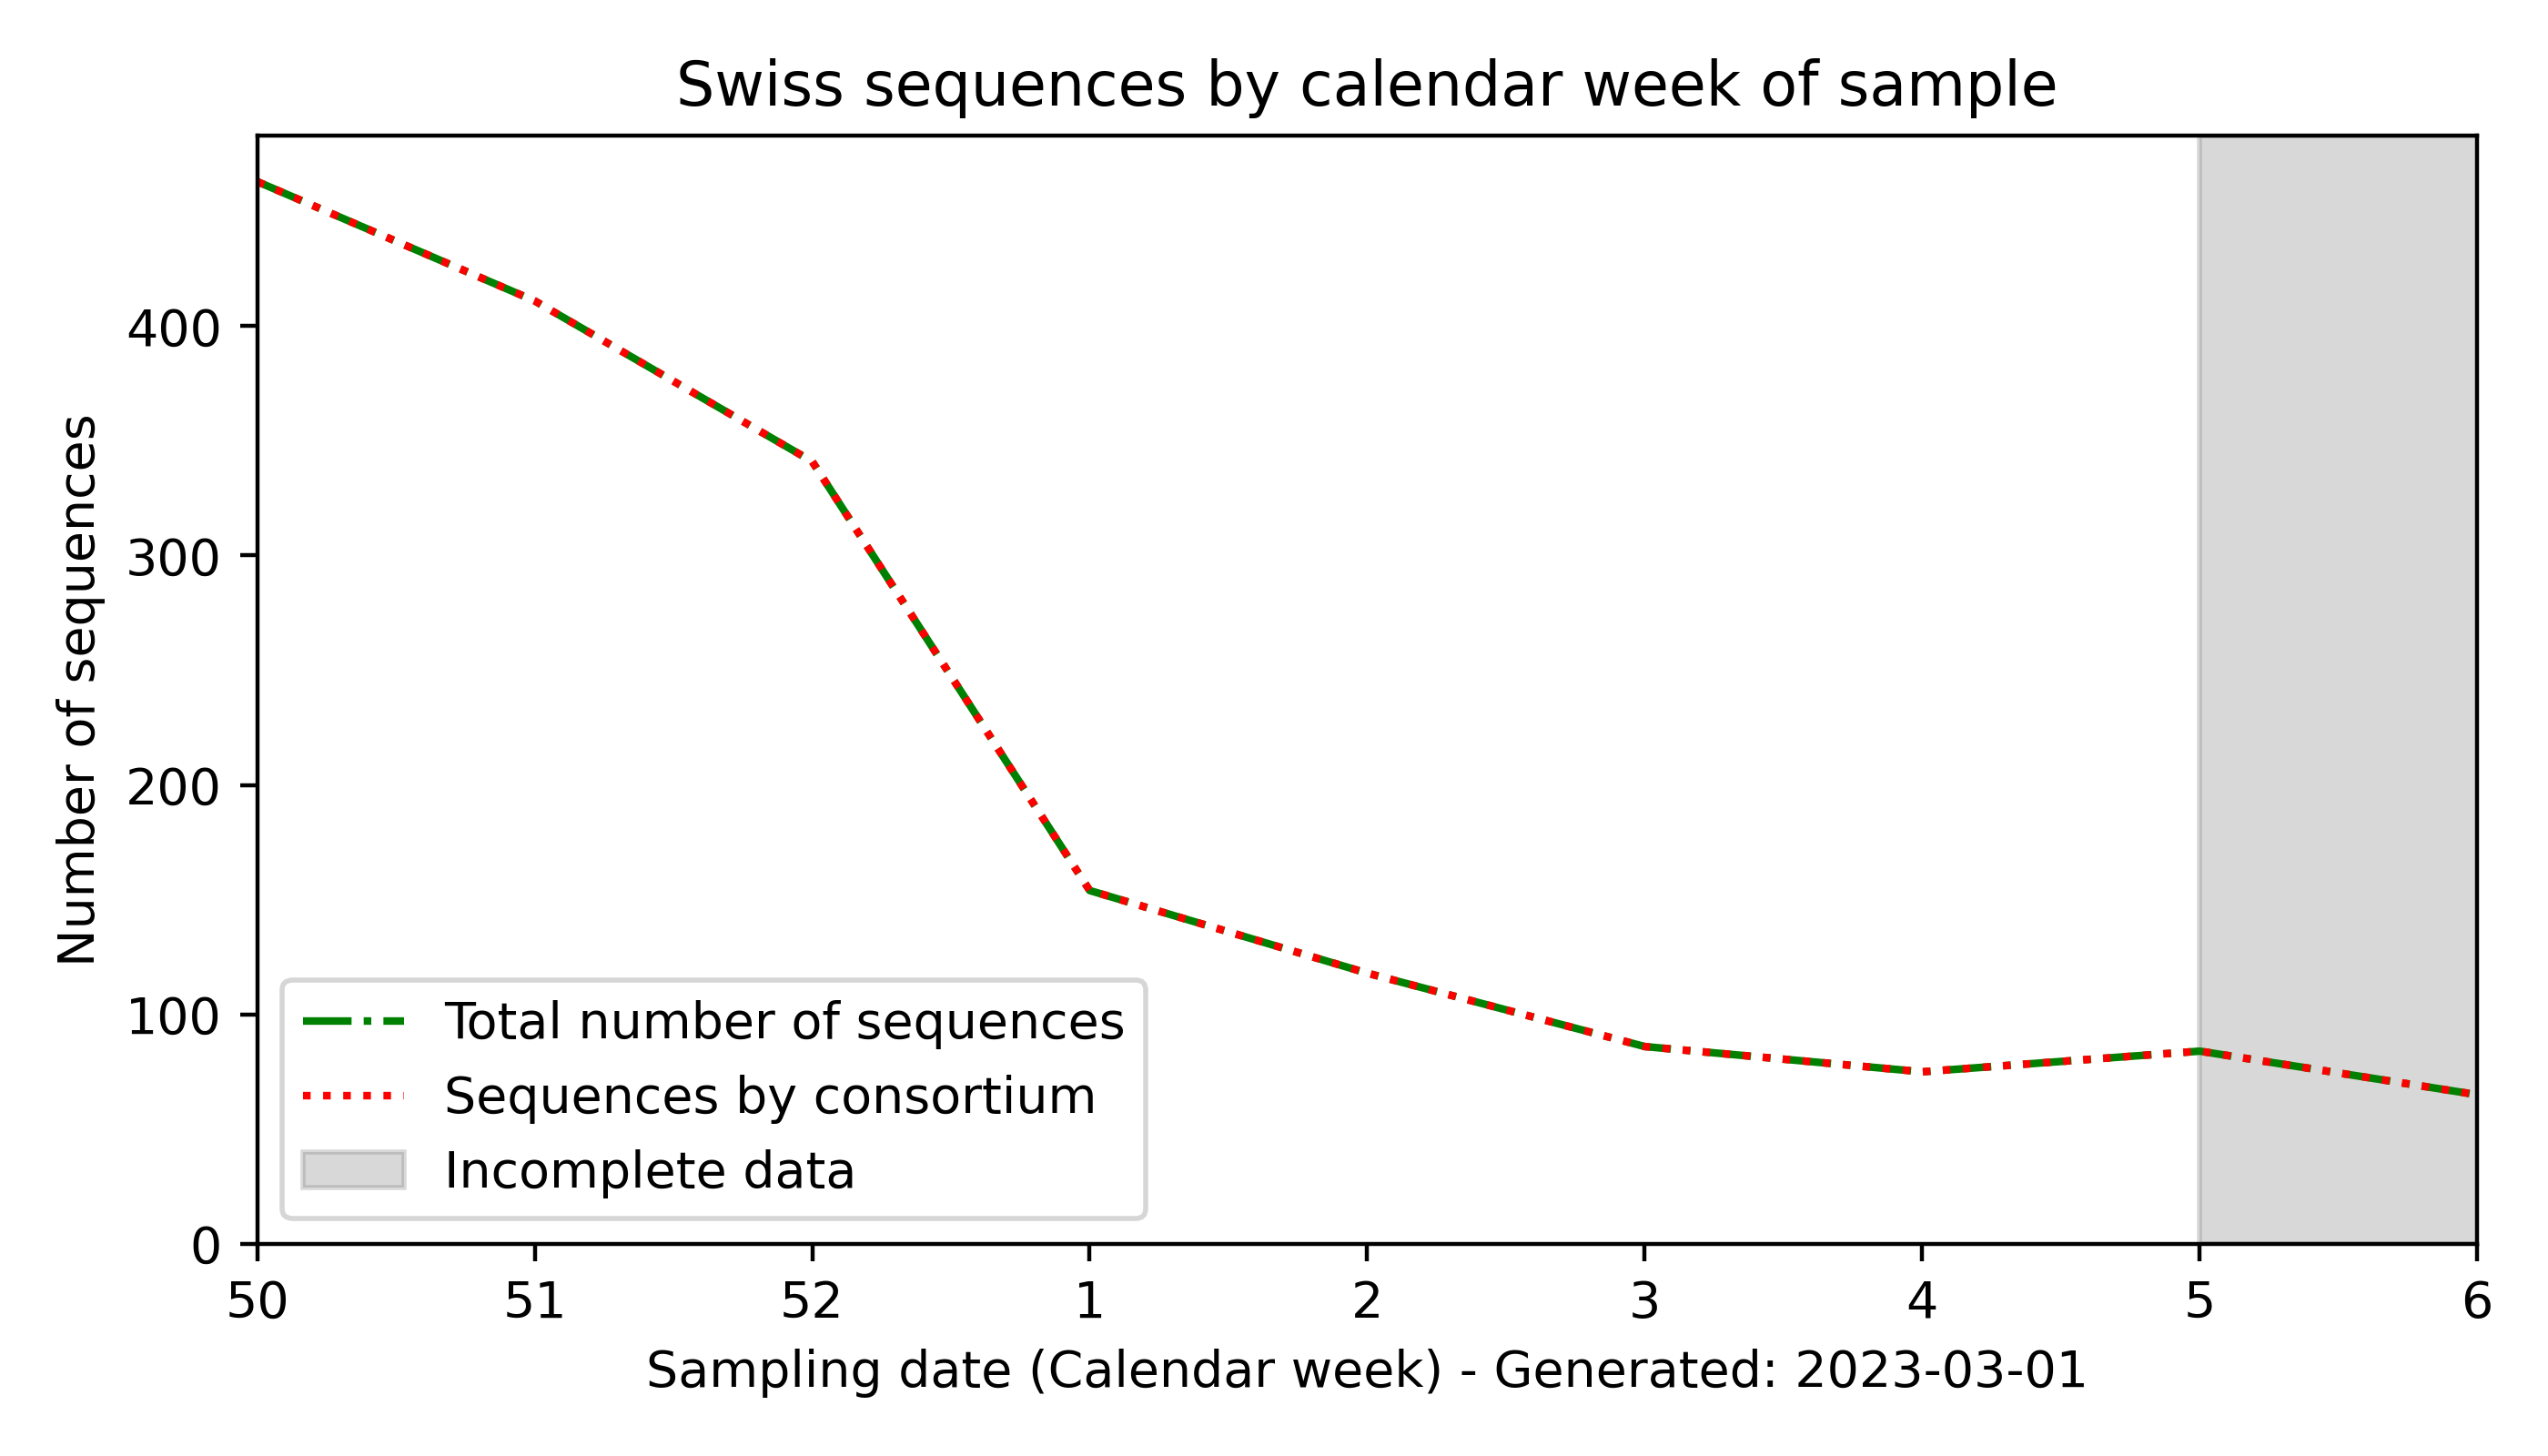 Swiss sequences by calendar week of sample
Number of sequences
400
300
200
100
0
Total number of sequences
Sequences by consortium
Incomplete data
50 51 52 1 2 3 4 5 6
Sampling date (Calendar week) - Generated: 2023-03-01